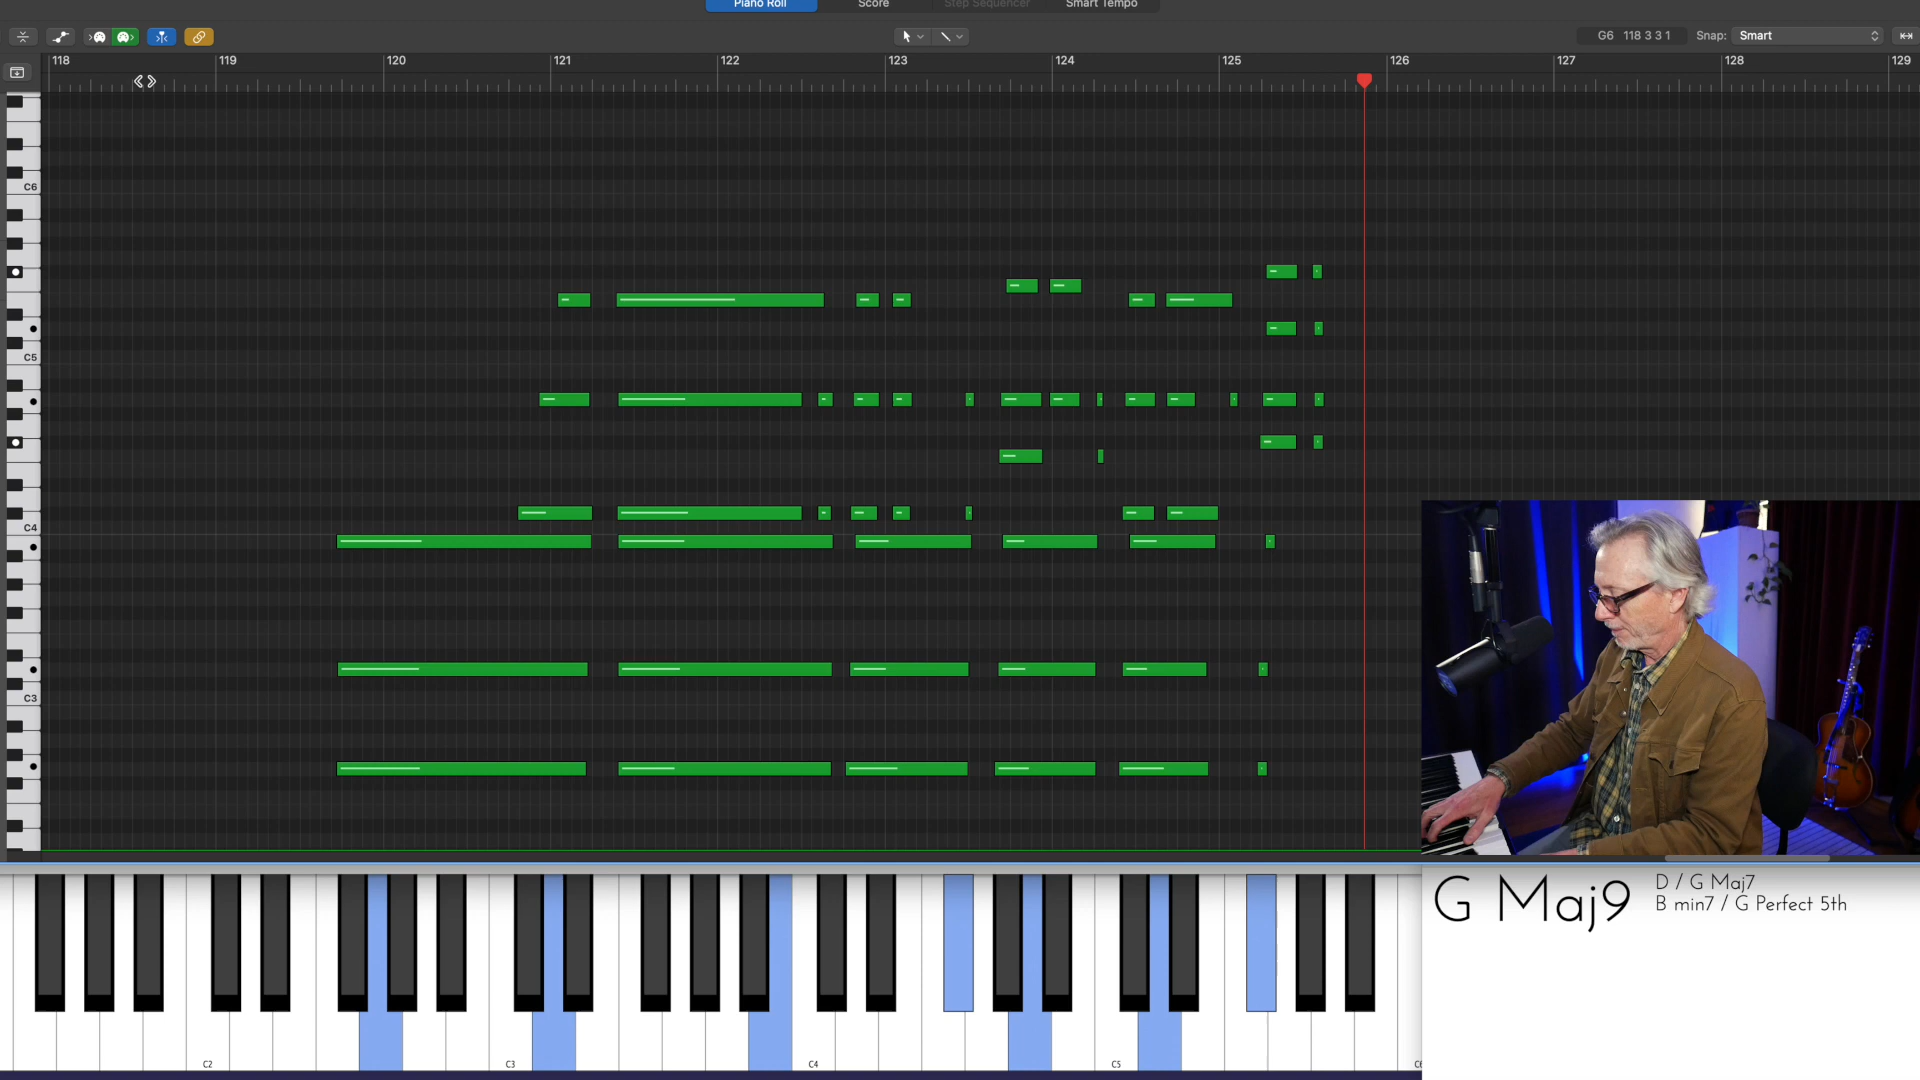 Piano Roll Score Step Sequencer Smart Tempo
G6 118 3 3 1 Snap: Smart
118 119 120 121 122 123 124 125 126 127 128 129
C6
C5
C4
C3
C2 C3 C4 C5 C6
G Maj9
D / G Maj7
B min7 / G Perfect 5th